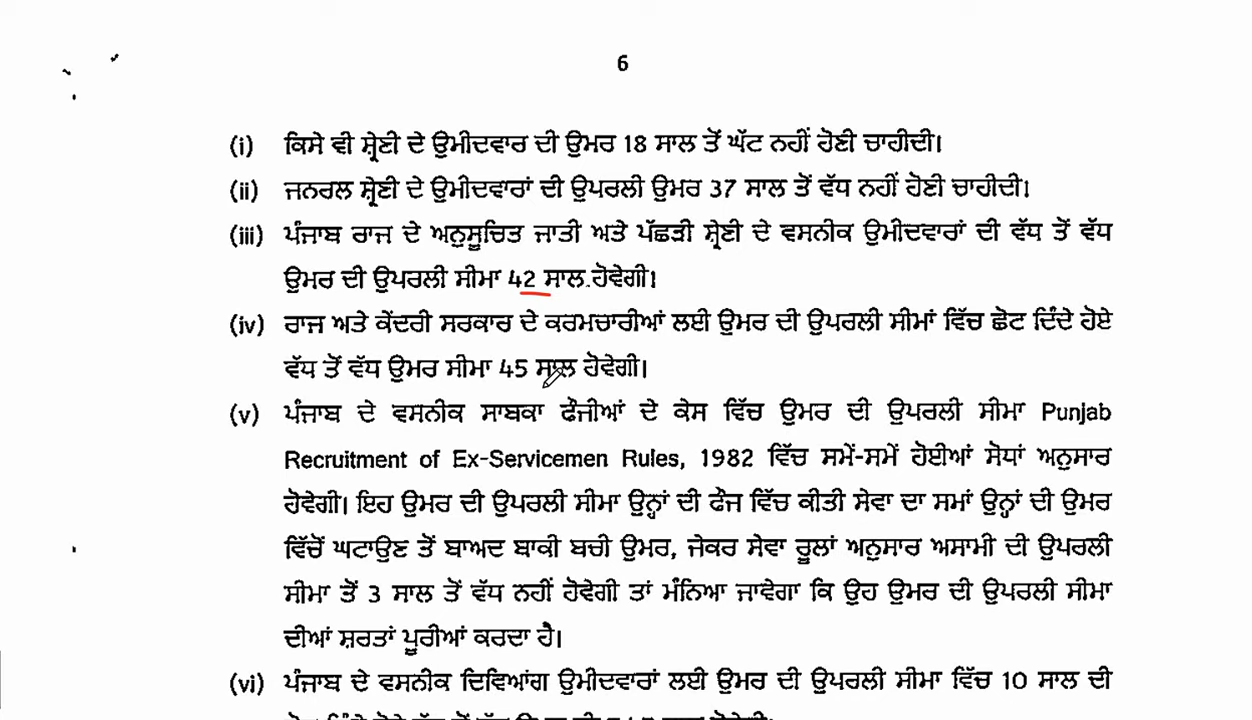 6
(i) ਕਿਸੇ ਵੀ ਸ਼੍ਰੇਣੀ ਦੇ ਉਮੀਦਵਾਰ ਦੀ ਉਮਰ 18 ਸਾਲ ਤੋਂ ਘੱਟ ਨਹੀਂ ਹੋਣੀ ਚਾਹੀਦੀ।
(ii) ਜਨਰਲ ਸ਼੍ਰੇਣੀ ਦੇ ਉਮੀਦਵਾਰਾਂ ਦੀ ਉਪਰਲੀ ਉਮਰ 37 ਸਾਲ ਤੋਂ ਵੱਧ ਨਹੀਂ ਹੋਣੀ ਚਾਹੀਦੀ।
(iii) ਪੰਜਾਬ ਰਾਜ ਦੇ ਅਨੁਸੂਚਿਤ ਜਾਤੀ ਅਤੇ ਪੱਛੜੀ ਸ਼੍ਰੇਣੀ ਦੇ ਵਸਨੀਕ ਉਮੀਦਵਾਰਾਂ ਦੀ ਵੱਧ ਤੋਂ ਵੱਧ
ਉਮਰ ਦੀ ਉਪਰਲੀ ਸੀਮਾ 42 ਸਾਲ ਹੋਵੇਗੀ।
(iv) ਰਾਜ ਅਤੇ ਕੇਂਦਰੀ ਸਰਕਾਰ ਦੇ ਕਰਮਚਾਰੀਆਂ ਲਈ ਉਮਰ ਦੀ ਉਪਰਲੀ ਸੀਮਾਂ ਵਿੱਚ ਛੋਟ ਦਿੰਦੇ ਹੋਏ
ਵੱਧ ਤੋਂ ਵੱਧ ਉਮਰ ਸੀਮਾ 45 ਸਾਲ ਹੋਵੇਗੀ।
(v) ਪੰਜਾਬ ਦੇ ਵਸਨੀਕ ਸਾਬਕਾ ਫੌਜੀਆਂ ਦੇ ਕੇਸ ਵਿੱਚ ਉਮਰ ਦੀ ਉਪਰਲੀ ਸੀਮਾ Punjab
Recruitment of Ex-Servicemen Rules, 1982 ਵਿੱਚ ਸਮੇਂ-ਸਮੇਂ ਹੋਈਆਂ ਸੋਧਾਂ ਅਨੁਸਾਰ
ਹੋਵੇਗੀ। ਇਹ ਉਮਰ ਦੀ ਉਪਰਲੀ ਸੀਮਾ ਉਨ੍ਹਾਂ ਦੀ ਫੌਜ ਵਿੱਚ ਕੀਤੀ ਸੇਵਾ ਦਾ ਸਮਾਂ ਉਨ੍ਹਾਂ ਦੀ ਉਮਰ
ਵਿੱਚੋਂ ਘਟਾਉਣ ਤੋਂ ਬਾਅਦ ਬਾਕੀ ਬਚੀ ਉਮਰ, ਜੇਕਰ ਸੇਵਾ ਰੂਲਾਂ ਅਨੁਸਾਰ ਅਸਾਮੀ ਦੀ ਉਪਰਲੀ
ਸੀਮਾ ਤੋਂ 3 ਸਾਲ ਤੋਂ ਵੱਧ ਨਹੀਂ ਹੋਵੇਗੀ ਤਾਂ ਮੰਨਿਆ ਜਾਵੇਗਾ ਕਿ ਉਹ ਉਮਰ ਦੀ ਉਪਰਲੀ ਸੀਮਾ
ਦੀਆਂ ਸ਼ਰਤਾਂ ਪੂਰੀਆਂ ਕਰਦਾ ਹੈ।
(vi) ਪੰਜਾਬ ਦੇ ਵਸਨੀਕ ਦਿਵਿਆਂਗ ਉਮੀਦਵਾਰਾਂ ਲਈ ਉਮਰ ਦੀ ਉਪਰਲੀ ਸੀਮਾ ਵਿੱਚ 10 ਸਾਲ ਦੀ